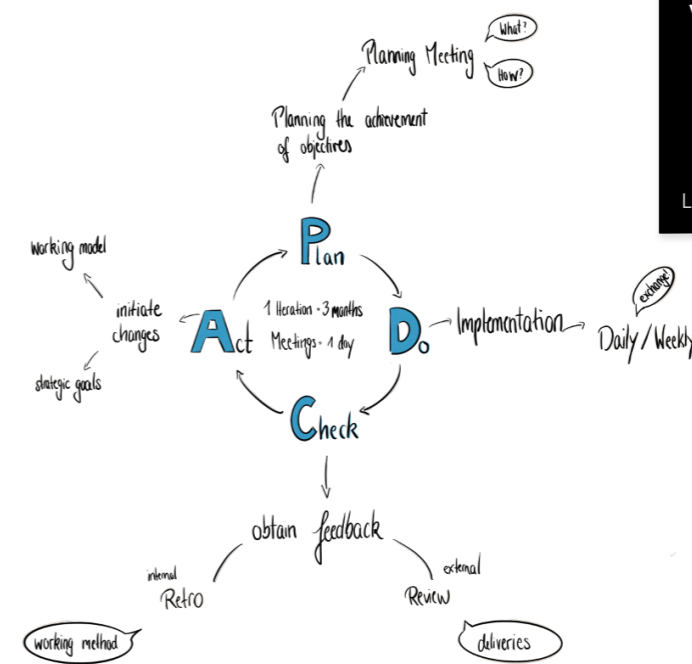 What?
Planning Meeting
How?
Planning the achievement
of objectives
Plan
working model
initiate
changes
strategic goals
Act
1 Iteration = 3 months
Meetings = 1 day
Do
Implementation
exchange!
Daily/Weekly
Check
obtain feedback
internal
Retro
working method
external
Review
deliveries
L